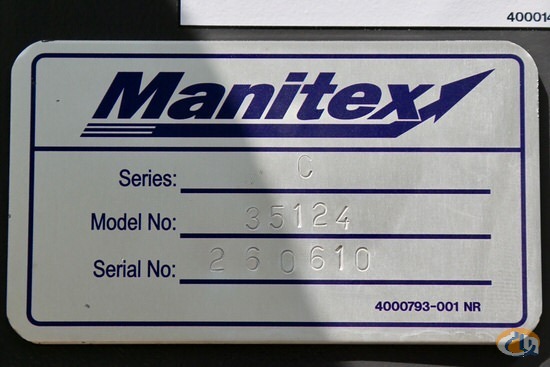 400014
Manitex
Series: C
Model No: 35124
Serial No: 260610
4000793-001 NR